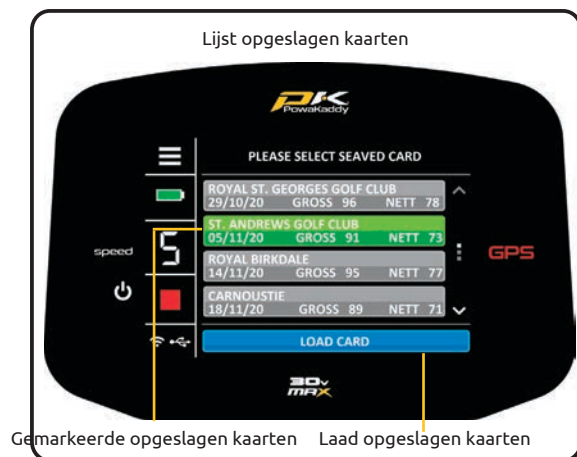 Lijst opgeslagen kaarten
PK
PowaKaddy
PLEASE SELECT SEAVED CARD
ROYAL ST. GEORGES GOLF CLUB
29/10/20 GROSS 96 NETT 78
ST. ANDREWS GOLF CLUB
05/11/20 GROSS 91 NETT 73
speed
5
GPS
ROYAL BIRKDALE
14/11/20 GROSS 95 NETT 77
CARNOUSTIE
18/11/20 GROSS 89 NETT 71
LOAD CARD
30v
MAX
Gemarkeerde opgeslagen kaarten Laad opgeslagen kaarten